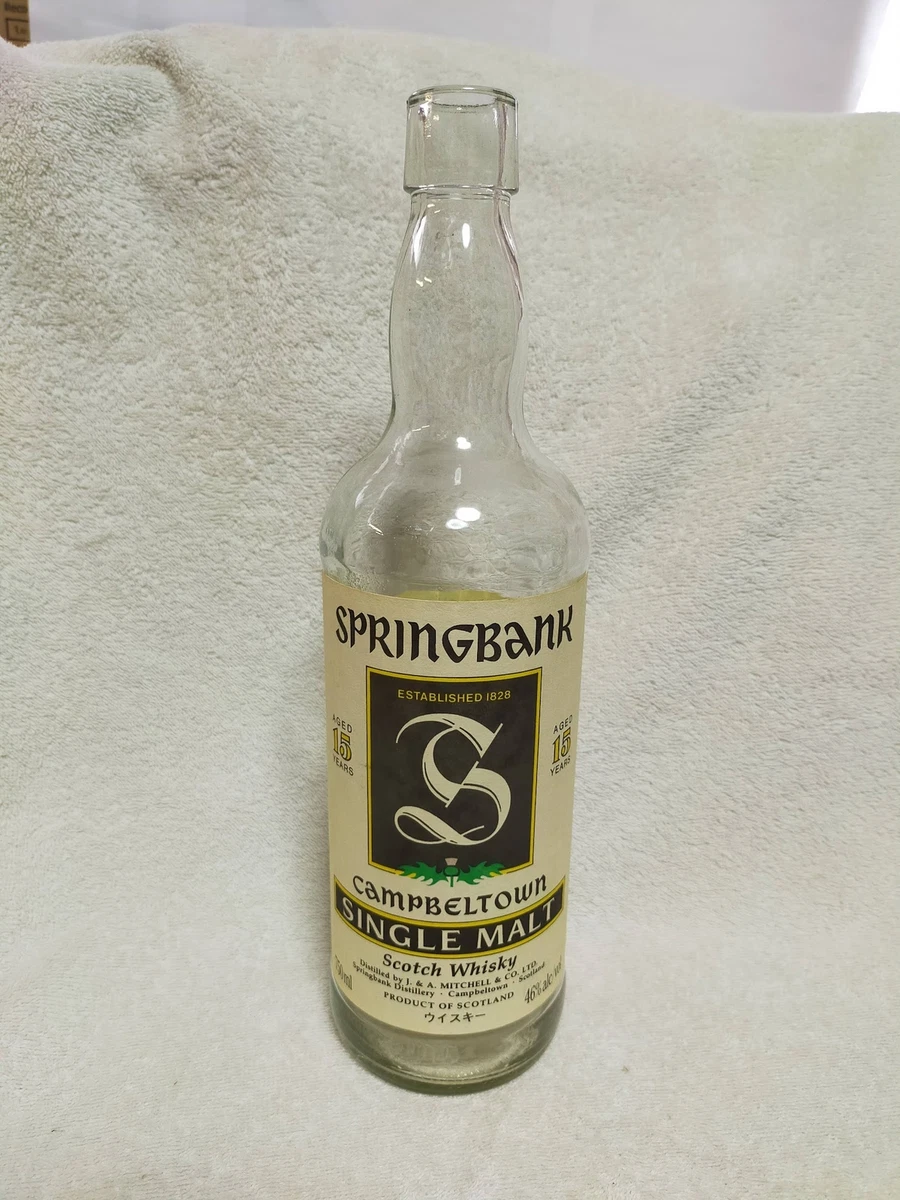 SPRINGBANK
ESTABLISHED 1828
S
AGED
15
YEARS
AGED
15
YEARS
CAMPBELTOWN
SINGLE MALT
Scotch Whisky
Distilled by J. & A. MITCHELL & CO. LTD.
Springbank Distillery · Campbeltown · Scotland
750ml
46% alc/vol
PRODUCT OF SCOTLAND
ウイスキー